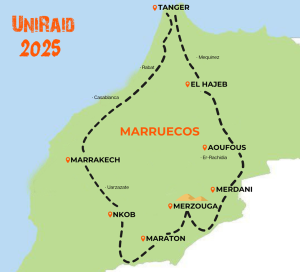 TANGER
UNIRAID
2025
-Mequinez
-Rabat
EL HAJEB
-Casablanca
MARRUECOS
AOUFOUS
-Er-Rachidia
MARRAKECH
MERDANI
-Uarzazate
MERZOUGA
NKOB
MARATON